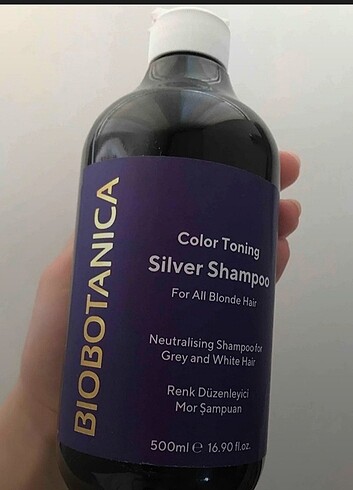 BIOBOTANICA
Color Toning
Silver Shampoo
For All Blonde Hair
Neutralising Shampoo for
Grey and White Hair
Renk Düzenleyici
Mor Şampuan
500ml ℮ 16.90 fl.oz.